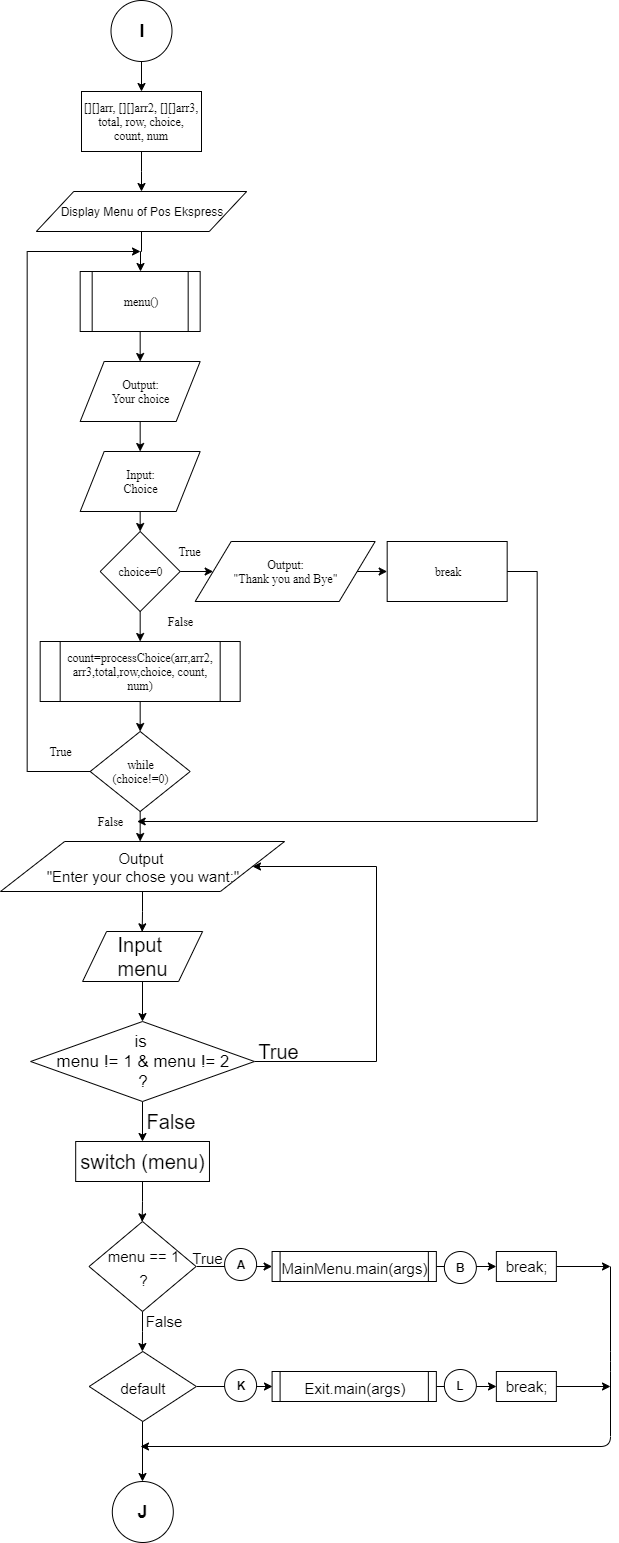 I
[][]arr, [][]arr2, [][]arr3,
total, row, choice,
count, num
Display Menu of Pos Ekspress
menu()
Output:
Your choice
Input:
Choice
choice=0
True
Output:
"Thank you and Bye"
break
False
count=processChoice(arr,arr2,
arr3,total,row,choice, count,
num)
True
while
(choice!=0)
False
Output
"Enter your chose you want:"
Input
menu
is
menu != 1 & menu != 2
?
True
False
switch (menu)
menu == 1
?
True
A
MainMenu.main(args)
B
break;
False
default
K
Exit.main(args)
L
break;
J